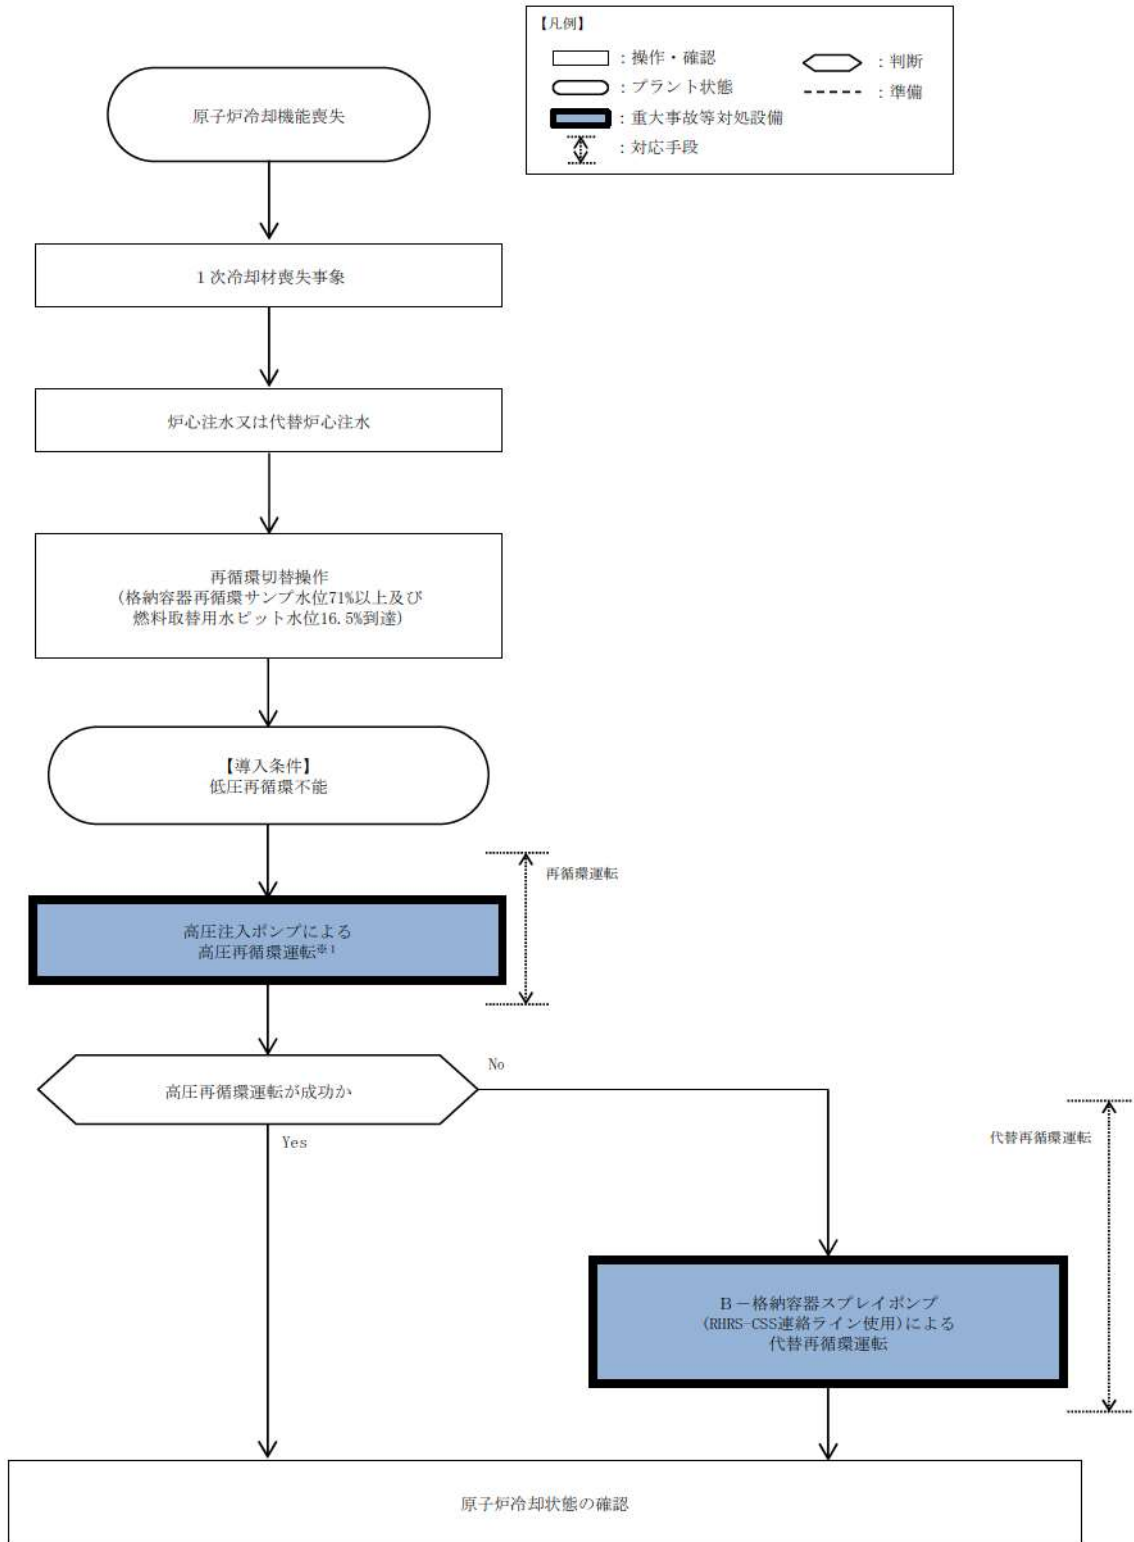 【凡例】
：操作・確認
：判断
：プラント状態
：準備
：重大事故等対処設備
：対応手段
原子炉冷却機能喪失
１次冷却材喪失事象
炉心注水又は代替炉心注水
再循環切替操作
(格納容器再循環サンプ水位71%以上及び
燃料取替用水ピット水位16.5%到達)
【導入条件】
低圧再循環不能
再循環運転
高圧注入ポンプによる
高圧再循環運転※１
高圧再循環運転が成功か
No
Yes
代替再循環運転
Ｂ－格納容器スプレイポンプ
(RHRS-CSS連絡ライン使用)による
代替再循環運転
原子炉冷却状態の確認